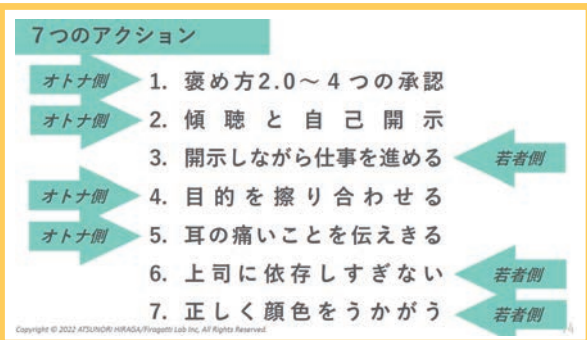 7つのアクション
オトナ側 1. 褒め方2.0～4つの承認
オトナ側 2. 傾聴と自己開示
3. 開示しながら仕事を進める 若者側
オトナ側 4. 目的を擦り合わせる
オトナ側 5. 耳の痛いことを伝えきる
6. 上司に依存しすぎない 若者側
7. 正しく顔色をうかがう 若者側
Copyright © 2022 ATSUNORI HIRAGA/Firagatti Lab Inc, All Rights Reserved.